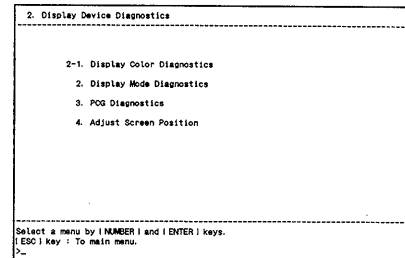 2. Display Device Diagnostics
2-1. Display Color Diagnostics
2. Display Mode Diagnostics
3. PCG Diagnostics
4. Adjust Screen Position
Select a menu by | NUMBER | and | ENTER | keys.
| ESC | key : To main menu.
>_